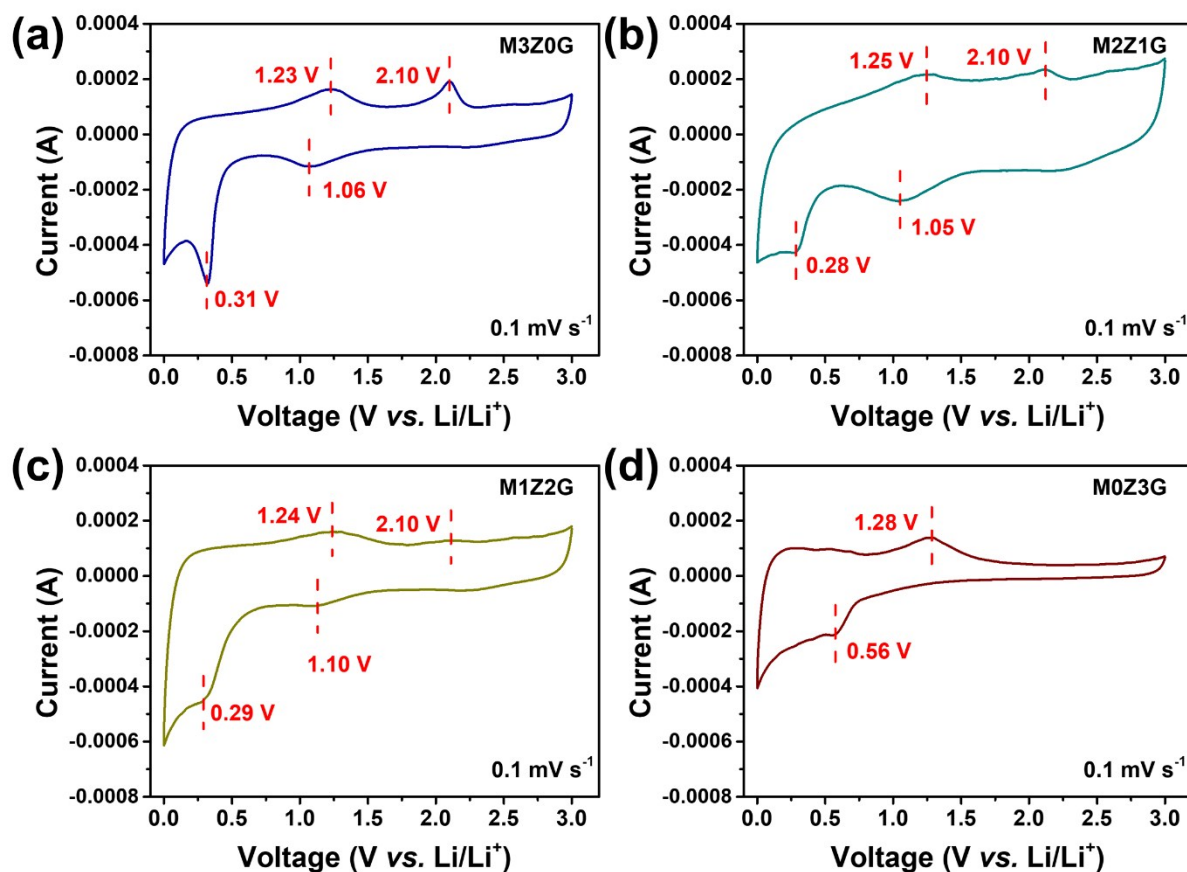 (a)
M3Z0G
1.23 V
2.10 V
1.06 V
0.31 V
0.1 mV s⁻¹
0.0004
0.0002
0.0000
-0.0002
-0.0004
-0.0006
-0.0008
Current (A)
0.0 0.5 1.0 1.5 2.0 2.5 3.0
Voltage (V vs. Li/Li⁺)
(b)
M2Z1G
1.25 V
2.10 V
1.05 V
0.28 V
0.1 mV s⁻¹
0.0004
0.0002
0.0000
-0.0002
-0.0004
-0.0006
-0.0008
Current (A)
0.0 0.5 1.0 1.5 2.0 2.5 3.0
Voltage (V vs. Li/Li⁺)
(c)
M1Z2G
1.24 V
2.10 V
1.10 V
0.29 V
0.1 mV s⁻¹
0.0004
0.0002
0.0000
-0.0002
-0.0004
-0.0006
-0.0008
Current (A)
0.0 0.5 1.0 1.5 2.0 2.5 3.0
Voltage (V vs. Li/Li⁺)
(d)
M0Z3G
1.28 V
0.56 V
0.1 mV s⁻¹
0.0004
0.0002
0.0000
-0.0002
-0.0004
-0.0006
-0.0008
Current (A)
0.0 0.5 1.0 1.5 2.0 2.5 3.0
Voltage (V vs. Li/Li⁺)